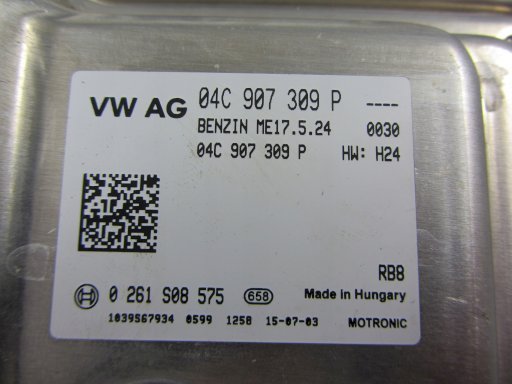 VW AG 04C 907 309 P ----
BENZIN ME17.5.24 0030
04C 907 309 P HW: H24
RB8
0 261 S08 575 658 Made in Hungary
1039S67934 0599 1258 15-07-03 MOTRONIC